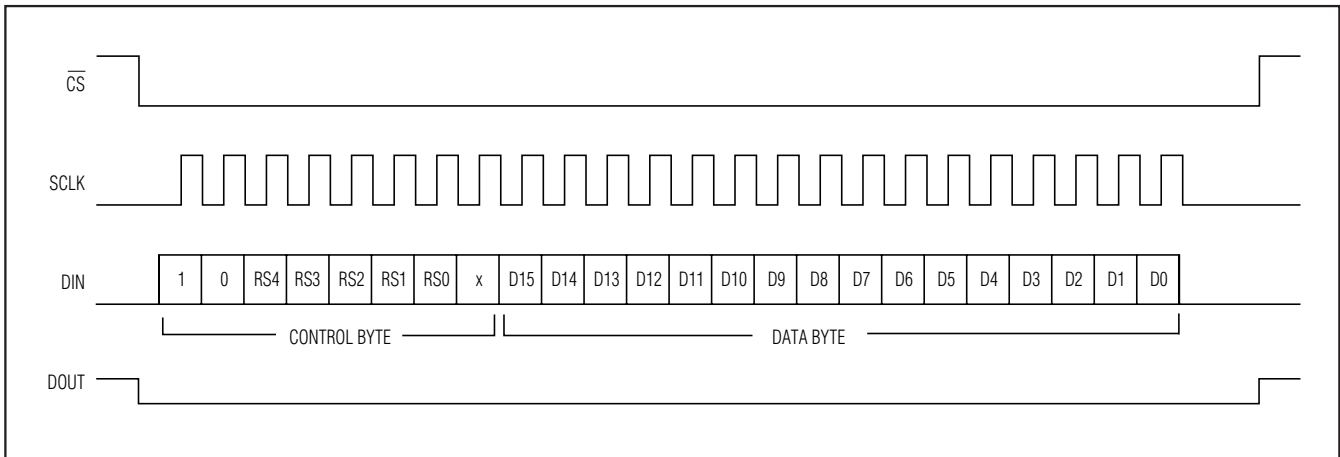 C̅S̅
SCLK
DIN 1 0 RS4 RS3 RS2 RS1 RS0 x D15 D14 D13 D12 D11 D10 D9 D8 D7 D6 D5 D4 D3 D2 D1 D0
CONTROL BYTE DATA BYTE
DOUT